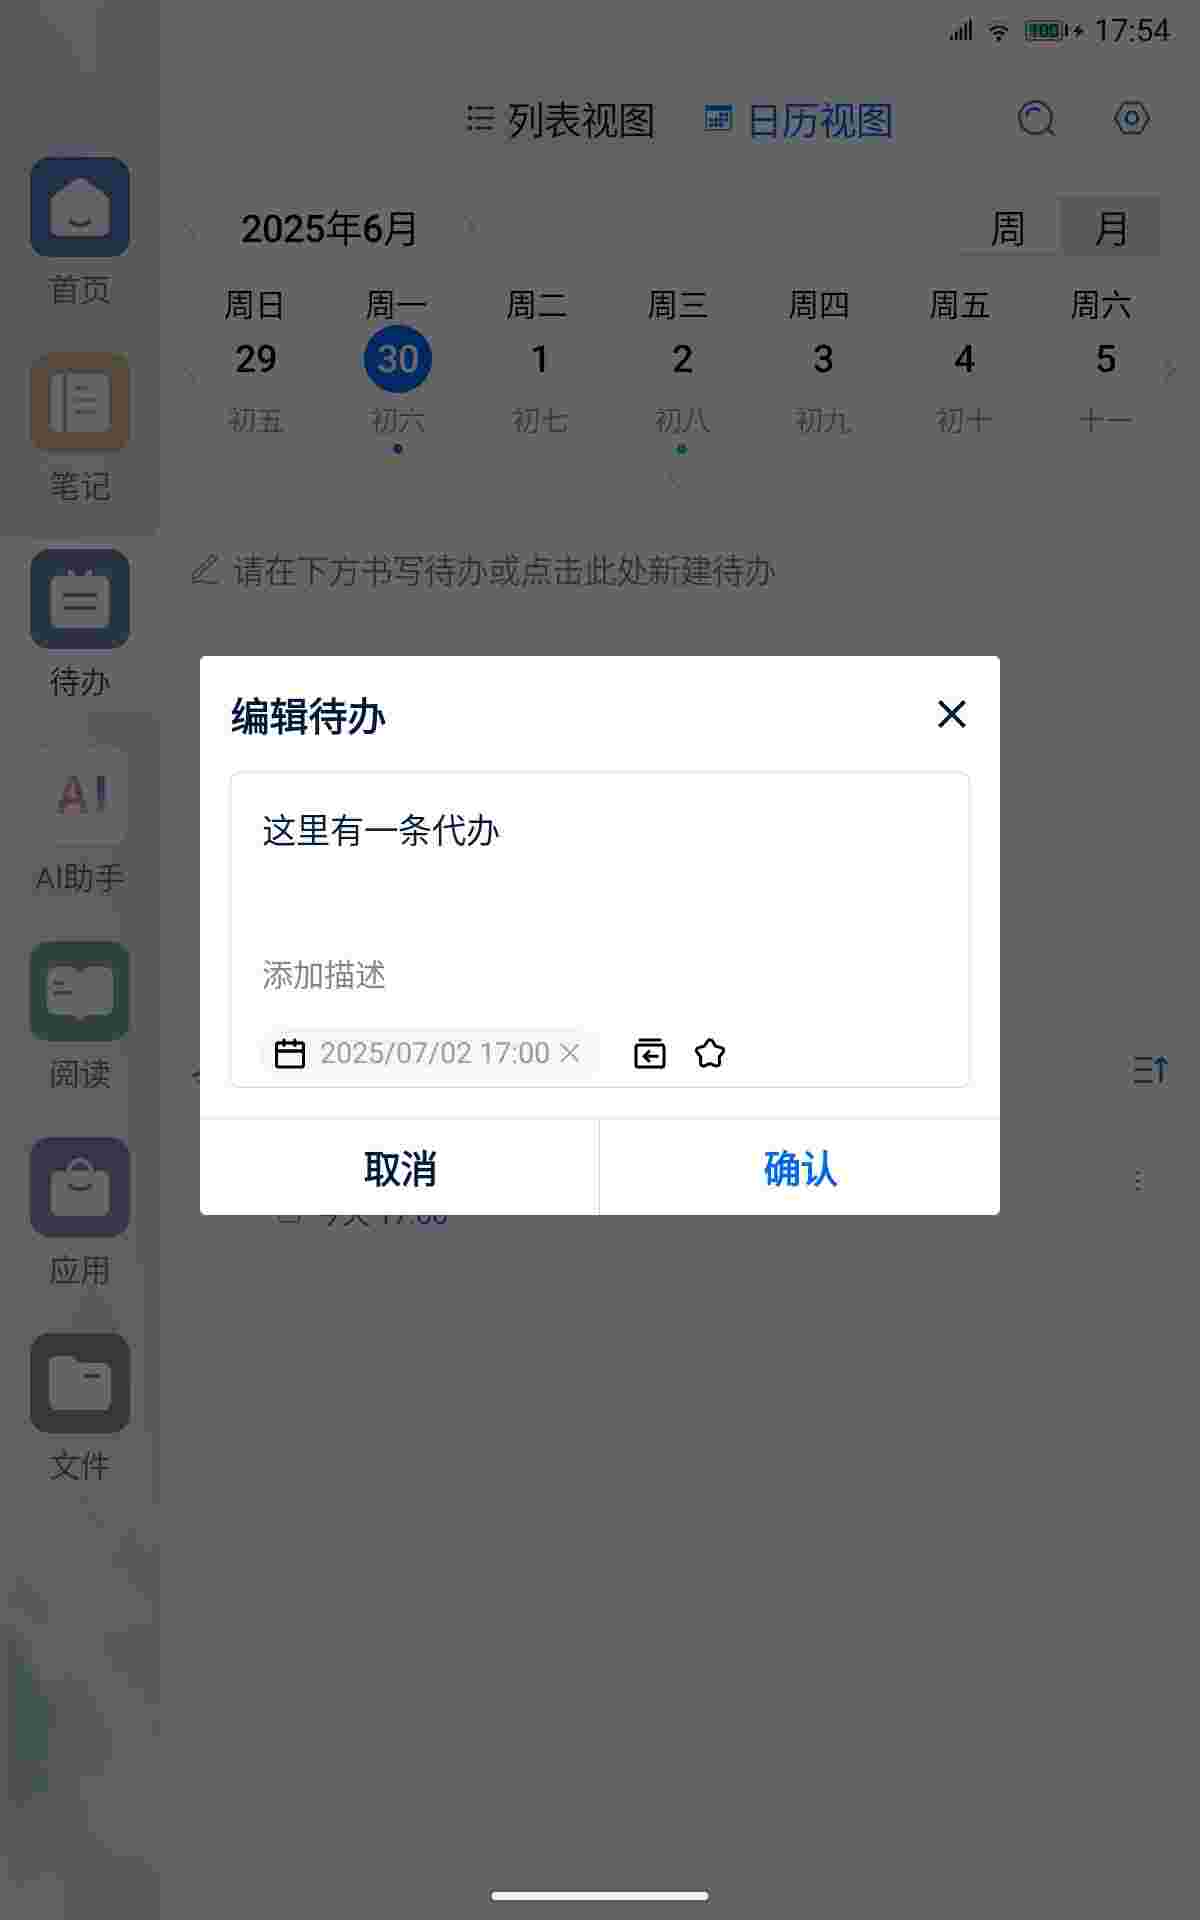 17:54
列表视图 日历视图
2025年6月 周 月
周日 周一 周二 周三 周四 周五 周六
29 30 1 2 3 4 5
初五 初六 初七 初八 初九 初十 十一
请在下方书写待办或点击此处新建待办
首页
笔记
待办
AI
AI助手
阅读
应用
文件
编辑待办
这里有一条代办
添加描述
2025/07/02 17:00
取消 确认
今天 17:00